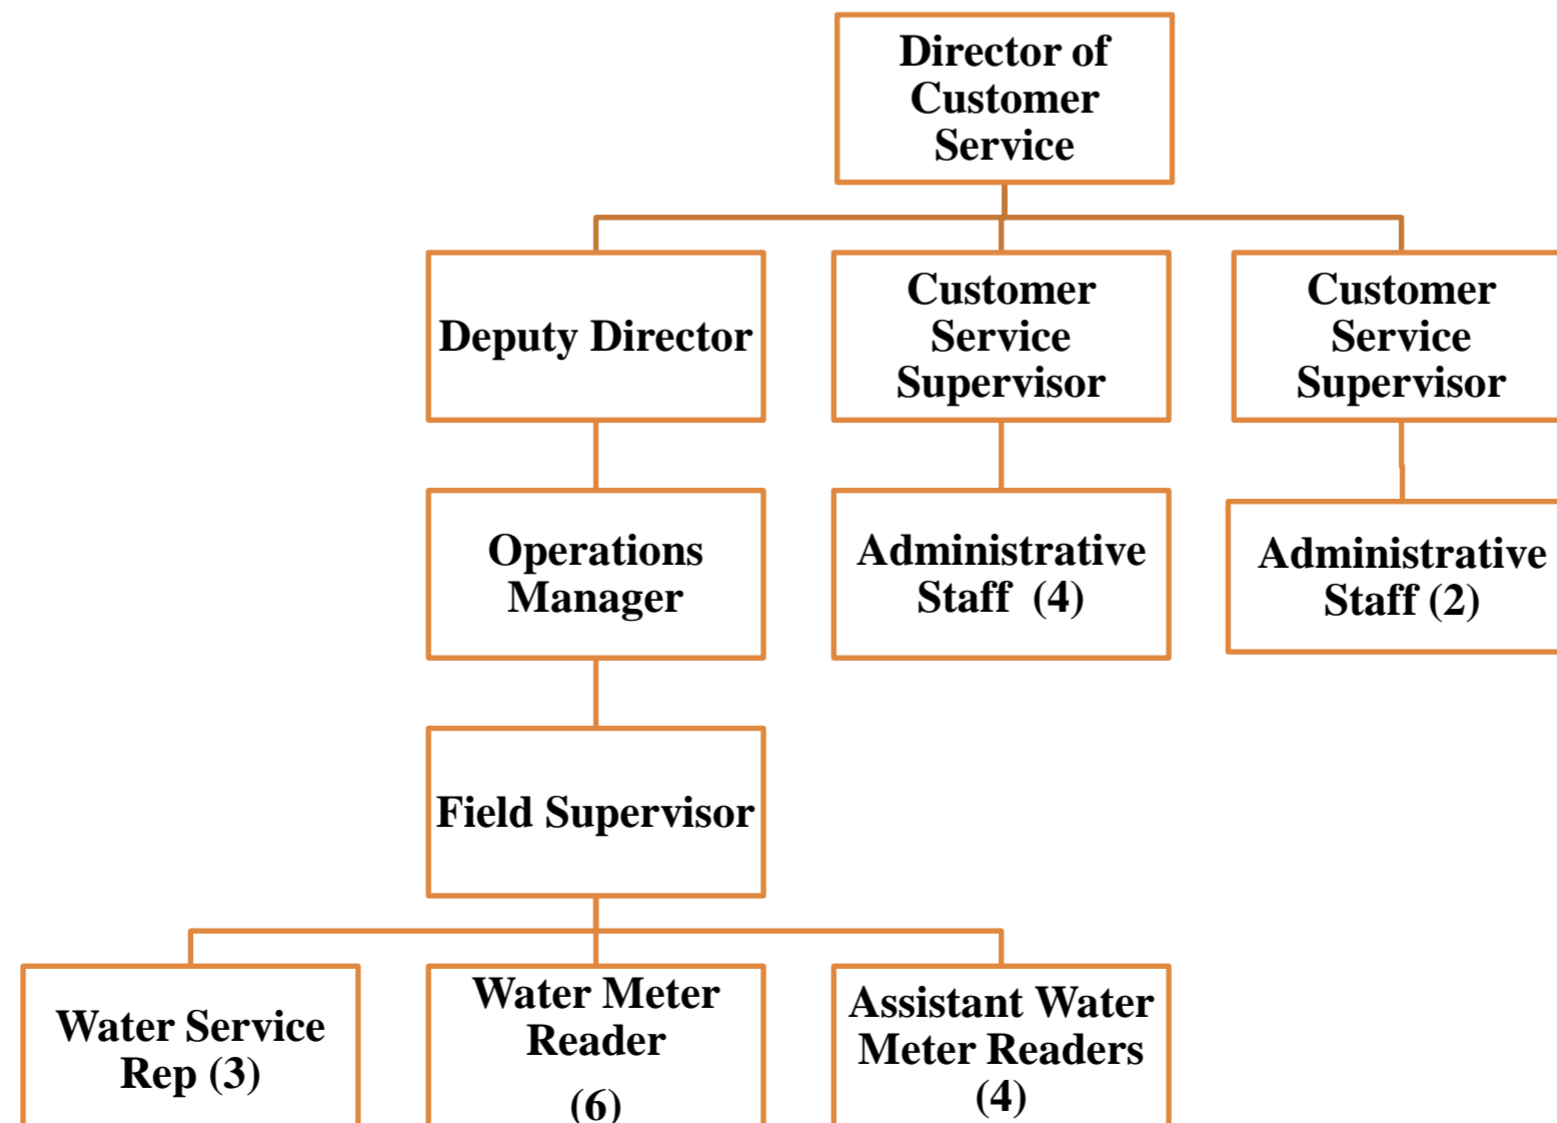 Director of
Customer
Service
Deputy Director
Customer
Service
Supervisor
Customer
Service
Supervisor
Operations
Manager
Administrative
Staff  (4)
Administrative
Staff (2)
Field Supervisor
Water Service
Rep (3)
Water Meter
Reader
(6)
Assistant Water
Meter Readers
(4)